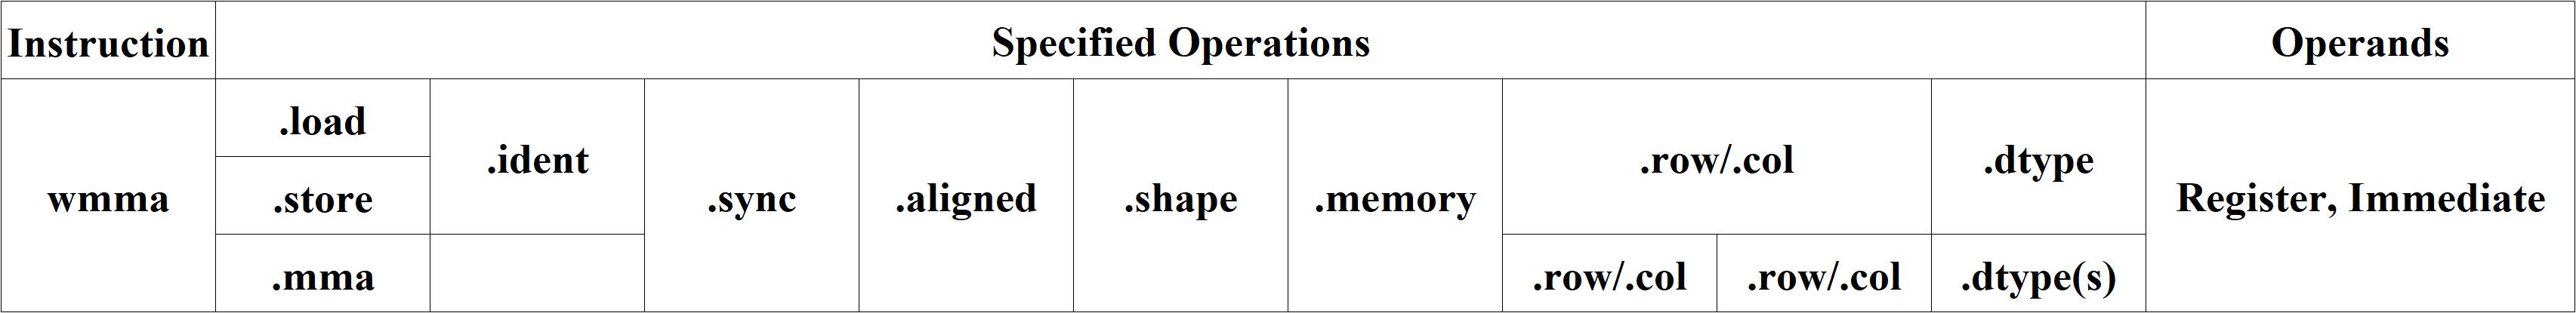 Instruction Specified Operations Operands
.load
.ident .row/.col .dtype
wmma .store .sync .aligned .shape .memory Register, Immediate
.mma .row/.col .row/.col .dtype(s)